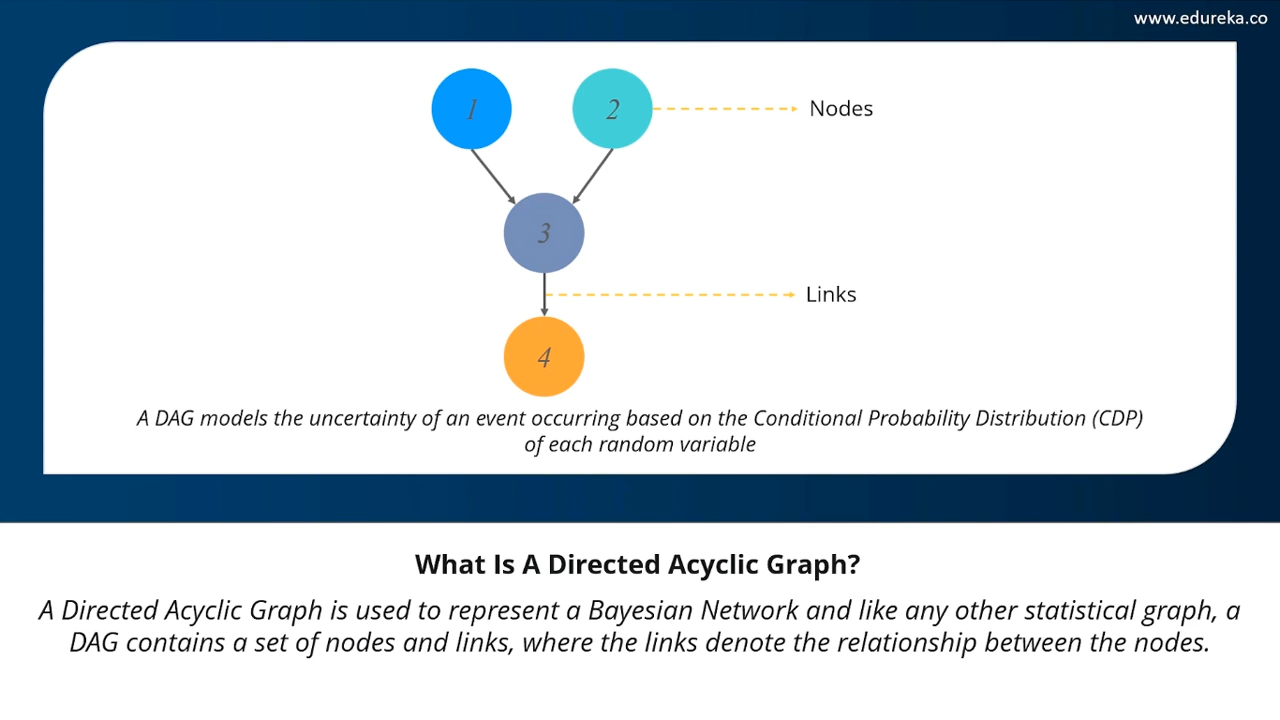 www.edureka.co
1
2
Nodes
3
Links
4
A DAG models the uncertainty of an event occurring based on the Conditional Probability Distribution (CDP)
of each random variable
What Is A Directed Acyclic Graph?
A Directed Acyclic Graph is used to represent a Bayesian Network and like any other statistical graph, a
DAG contains a set of nodes and links, where the links denote the relationship between the nodes.